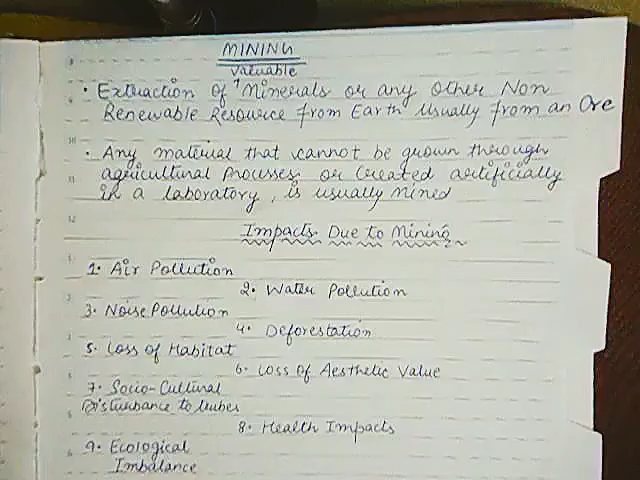 MINING
Valuable
• Extraction of Minerals or any other Non
Renewable Resource from Earth Usually from an Ore
• Any material that cannot be grown through
agricultural Processes, or Created artificially
in a laboratory, is usually mined
Impacts Due to Mining
1. Air Pollution
2. Water Pollution
3. Noise Pollution
4. Deforestation
5. Loss of Habitat
6. Loss of Aesthetic Value
7. Socio-Cultural
Disturbance to tribes
8. Health Impacts
9. Ecological
Imbalance